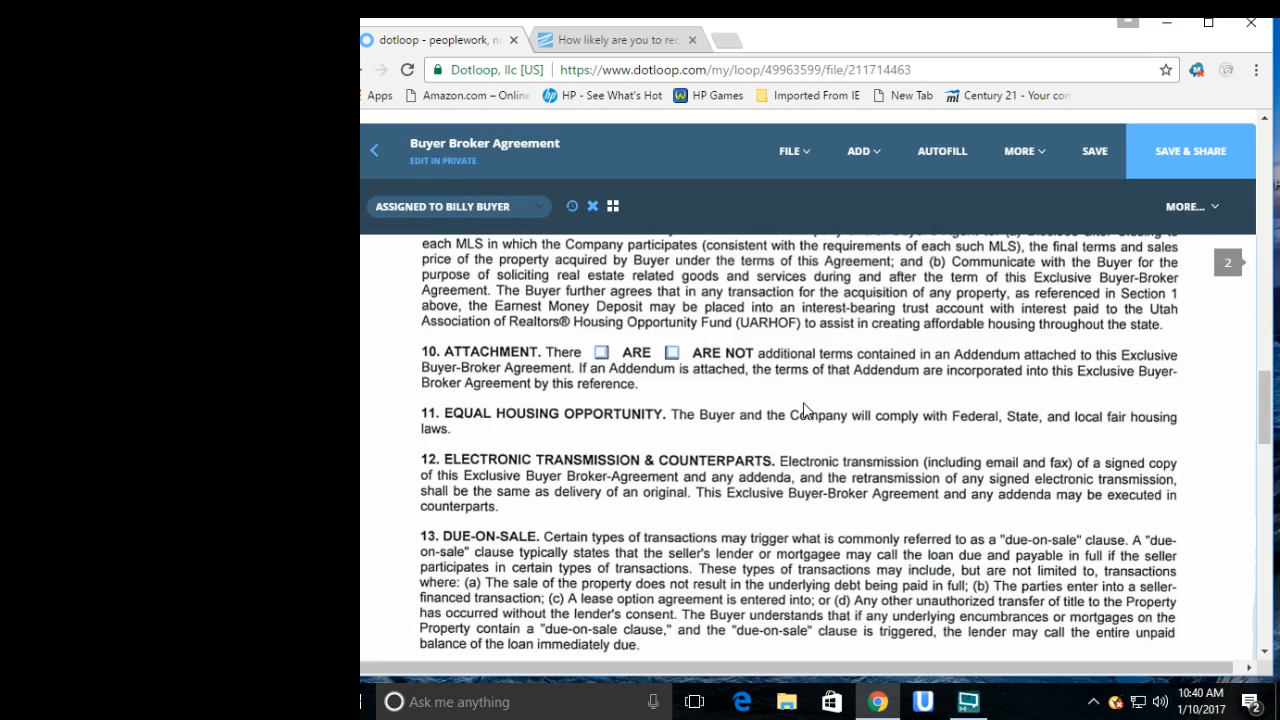 dotloop - peoplework, n
How likely are you to rec
Dotloop, llc [US] https://www.dotloop.com/my/loop/49963599/file/211714463
Apps Amazon.com – Online HP - See What's Hot HP Games Imported From IE New Tab Century 21 - Your con
Buyer Broker Agreement
EDIT IN PRIVATE
FILE ADD AUTOFILL MORE SAVE SAVE & SHARE
ASSIGNED TO BILLY BUYER MORE...
2
each MLS in which the Company participates (consistent with the requirements of each such MLS), the final terms and sales
price of the property acquired by Buyer under the terms of this Agreement; and (b) Communicate with the Buyer for the
purpose of soliciting real estate related goods and services during and after the term of this Exclusive Buyer-Broker
Agreement. The Buyer further agrees that in any transaction for the acquisition of any property, as referenced in Section 1
above, the Earnest Money Deposit may be placed into an interest-bearing trust account with interest paid to the Utah
Association of Realtors® Housing Opportunity Fund (UARHOF) to assist in creating affordable housing throughout the state.
10. ATTACHMENT. There ARE ARE NOT additional terms contained in an Addendum attached to this Exclusive
Buyer-Broker Agreement. If an Addendum is attached, the terms of that Addendum are incorporated into this Exclusive Buyer-
Broker Agreement by this reference.
11. EQUAL HOUSING OPPORTUNITY. The Buyer and the Company will comply with Federal, State, and local fair housing
laws.
12. ELECTRONIC TRANSMISSION & COUNTERPARTS. Electronic transmission (including email and fax) of a signed copy
of this Exclusive Buyer Broker-Agreement and any addenda, and the retransmission of any signed electronic transmission,
shall be the same as delivery of an original. This Exclusive Buyer-Broker Agreement and any addenda may be executed in
counterparts.
13. DUE-ON-SALE. Certain types of transactions may trigger what is commonly referred to as a "due-on-sale" clause. A "due-
on-sale" clause typically states that the seller's lender or mortgagee may call the loan due and payable in full if the seller
participates in certain types of transactions. These types of transactions may include, but are not limited to, transactions
where: (a) The sale of the property does not result in the underlying debt being paid in full; (b) The parties enter into a seller-
financed transaction; (c) A lease option agreement is entered into; or (d) Any other unauthorized transfer of title to the Property
has occurred without the lender's consent. The Buyer understands that if any underlying encumbrances or mortgages on the
Property contain a "due-on-sale clause," and the "due-on-sale" clause is triggered, the lender may call the entire unpaid
balance of the loan immediately due.
Ask me anything
10:40 AM
1/10/2017
2